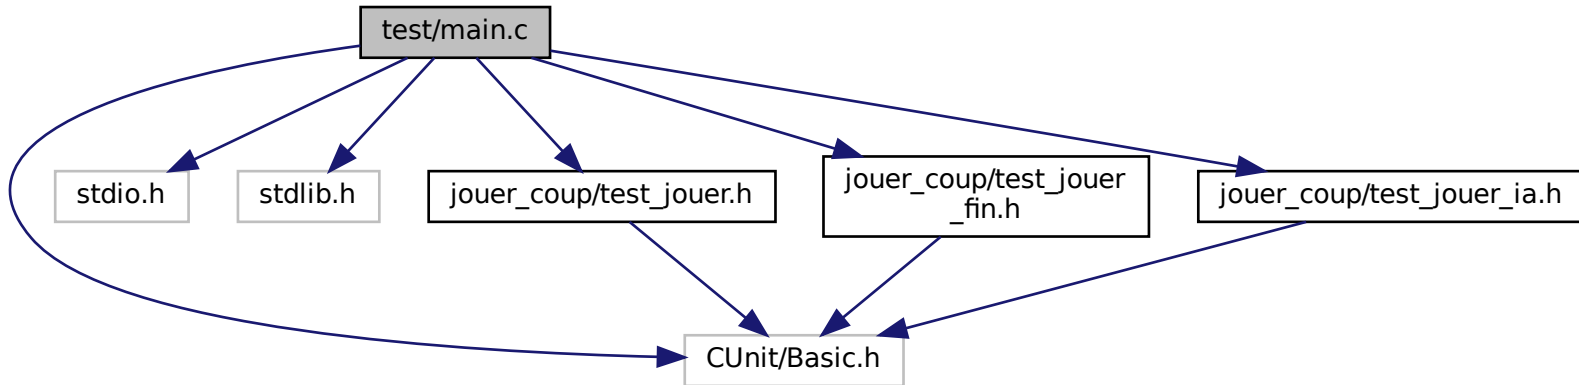 test/main.c
stdio.h
stdlib.h
jouer_coup/test_jouer.h
jouer_coup/test_jouer
_fin.h
jouer_coup/test_jouer_ia.h
CUnit/Basic.h